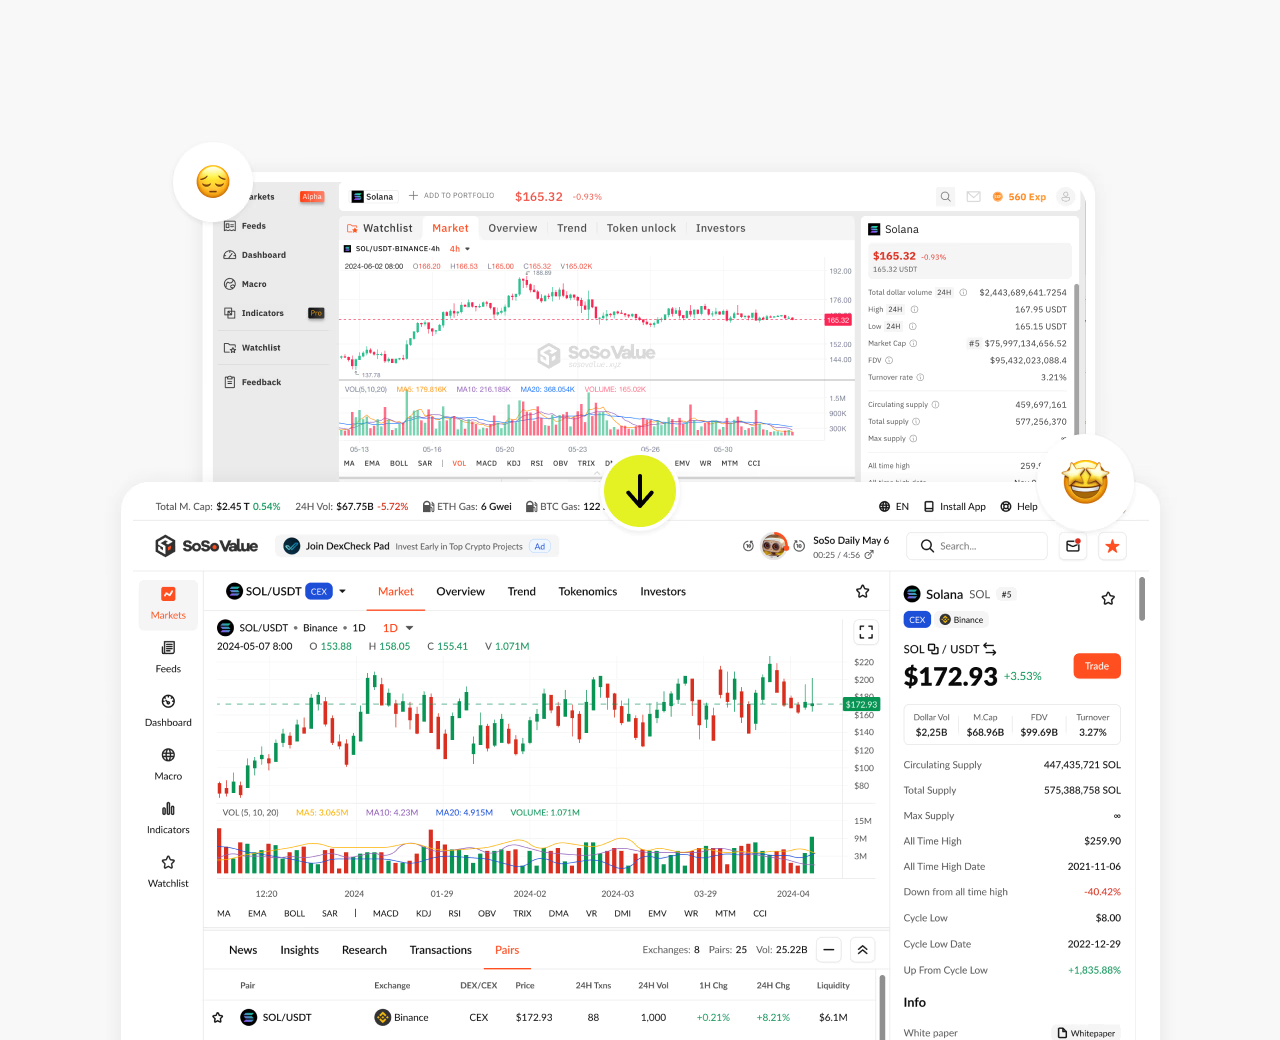 Markets Alpha
Feeds
Dashboard
Macro
Indicators Pro
Watchlist
Feedback
Solana ADD TO PORTFOLIO $165.32 -0.93%
560 Exp
Watchlist Market Overview Trend Token unlock Investors
SOL/USDT·BINANCE·4h 4h
2024-06-02 08:00 O166.20 H166.53 L165.00 C165.32 V165.02K
188.89
192.00
176.00
165.32
152.00
144.00
137.78
SoSoValue
sosovalue.xyz
VOL(5,10,20) MA5: 179.816K MA10: 216.185K MA20: 368.054K VOLUME: 165.02K
1.5M
900K
300K
05-13 05-16 05-20 05-23 05-26 05-30
MA EMA BOLL SAR | VOL MACD KDJ RSI OBV TRIX EMV WR MTM CCI
Solana
$165.32 -0.93%
165.32 USDT
Total dollar volume 24H $2,443,689,641.7254
High 24H 167.95 USDT
Low 24H 165.15 USDT
Market Cap #5 $75,997,134,656.52
FDV $95,432,023,088.4
Turnover rate 3.21%
Circulating supply 459,697,161
Total supply 577,256,370
Max supply ∞
All time high 259.
Total M. Cap: $2.45 T 0.54% 24H Vol: $67.75B -5.72% ETH Gas: 6 Gwei BTC Gas: 122
EN Install App Help
SoSoValue
Join DexCheck Pad Invest Early in Top Crypto Projects Ad
10 10 SoSo Daily May 6
00:25 / 4:56
Search...
Markets
Feeds
Dashboard
Macro
Indicators
Watchlist
SOL/USDT CEX Market Overview Trend Tokenomics Investors
SOL/USDT • Binance • 1D 1D
2024-05-07 8:00 O 153.88 H 158.05 C 155.41 V 1.071M
$220
$200
$180
$172.93
$160
$140
$120
$100
$80
VOL (5, 10, 20) MA5: 3.065M MA10: 4.23M MA20: 4.915M VOLUME: 1.071M
15M
9M
3M
12:20 2024 01-29 2024-02 2024-03 03-29 2024-04
MA EMA BOLL SAR | MACD KDJ RSI OBV TRIX DMA VR DMI EMV WR MTM CCI
News Insights Research Transactions Pairs Exchanges: 8 Pairs: 25 Vol: 25.22B
Pair Exchange DEX/CEX Price 24H Txns 24H Vol 1H Chg 24H Chg Liquidity
SOL/USDT Binance CEX $172.93 88 1,000 +0.21% +8.21% $6.1M
Solana SOL #5
CEX Binance
SOL / USDT
$172.93 +3.53% Trade
Dollar Vol M.Cap FDV Turnover
$2,25B $68.96B $99.69B 3.27%
Circulating Supply 447,435,721 SOL
Total Supply 575,388,758 SOL
Max Supply ∞
All Time High $259.90
All Time High Date 2021-11-06
Down from all time high -40.42%
Cycle Low $8.00
Cycle Low Date 2022-12-29
Up From Cycle Low +1,835.88%
Info
White paper Whitepaper